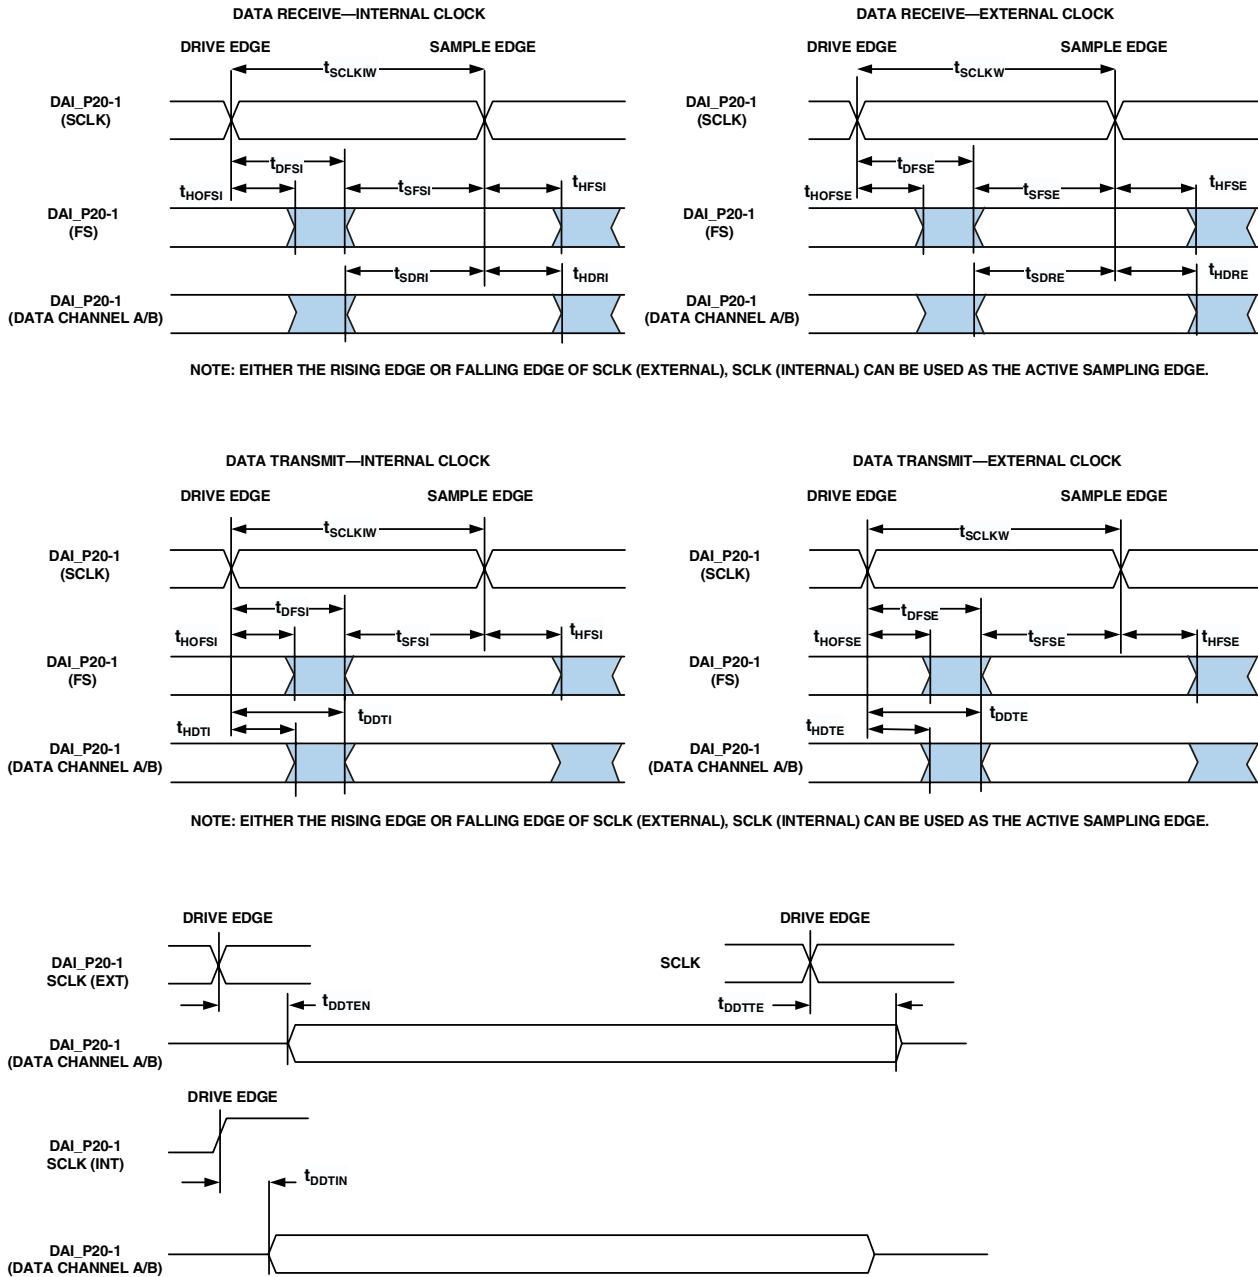 DATA RECEIVE—INTERNAL CLOCK
DRIVE EDGE
SAMPLE EDGE
tSCLKIW
DAI_P20-1
(SCLK)
tDFSI
tHOFSI
tSFSI
tHFSI
DAI_P20-1
(FS)
tSDRI
tHDRI
DAI_P20-1
(DATA CHANNEL A/B)
DATA RECEIVE—EXTERNAL CLOCK
DRIVE EDGE
SAMPLE EDGE
tSCLKW
DAI_P20-1
(SCLK)
tDFSE
tHOFSE
tSFSE
tHFSE
DAI_P20-1
(FS)
tSDRE
tHDRE
DAI_P20-1
(DATA CHANNEL A/B)
NOTE: EITHER THE RISING EDGE OR FALLING EDGE OF SCLK (EXTERNAL), SCLK (INTERNAL) CAN BE USED AS THE ACTIVE SAMPLING EDGE.
DATA TRANSMIT—INTERNAL CLOCK
DRIVE EDGE
SAMPLE EDGE
tSCLKIW
DAI_P20-1
(SCLK)
tDFSI
tHOFSI
tSFSI
tHFSI
DAI_P20-1
(FS)
tDDTI
tHDTI
DAI_P20-1
(DATA CHANNEL A/B)
DATA TRANSMIT—EXTERNAL CLOCK
DRIVE EDGE
SAMPLE EDGE
tSCLKW
DAI_P20-1
(SCLK)
tDFSE
tHOFSE
tSFSE
tHFSE
DAI_P20-1
(FS)
tDDTE
tHDTE
DAI_P20-1
(DATA CHANNEL A/B)
NOTE: EITHER THE RISING EDGE OR FALLING EDGE OF SCLK (EXTERNAL), SCLK (INTERNAL) CAN BE USED AS THE ACTIVE SAMPLING EDGE.
DRIVE EDGE
DRIVE EDGE
DAI_P20-1
SCLK (EXT)
SCLK
tDDTEN
tDDTTE
DAI_P20-1
(DATA CHANNEL A/B)
DRIVE EDGE
DAI_P20-1
SCLK (INT)
tDDTIN
DAI_P20-1
(DATA CHANNEL A/B)